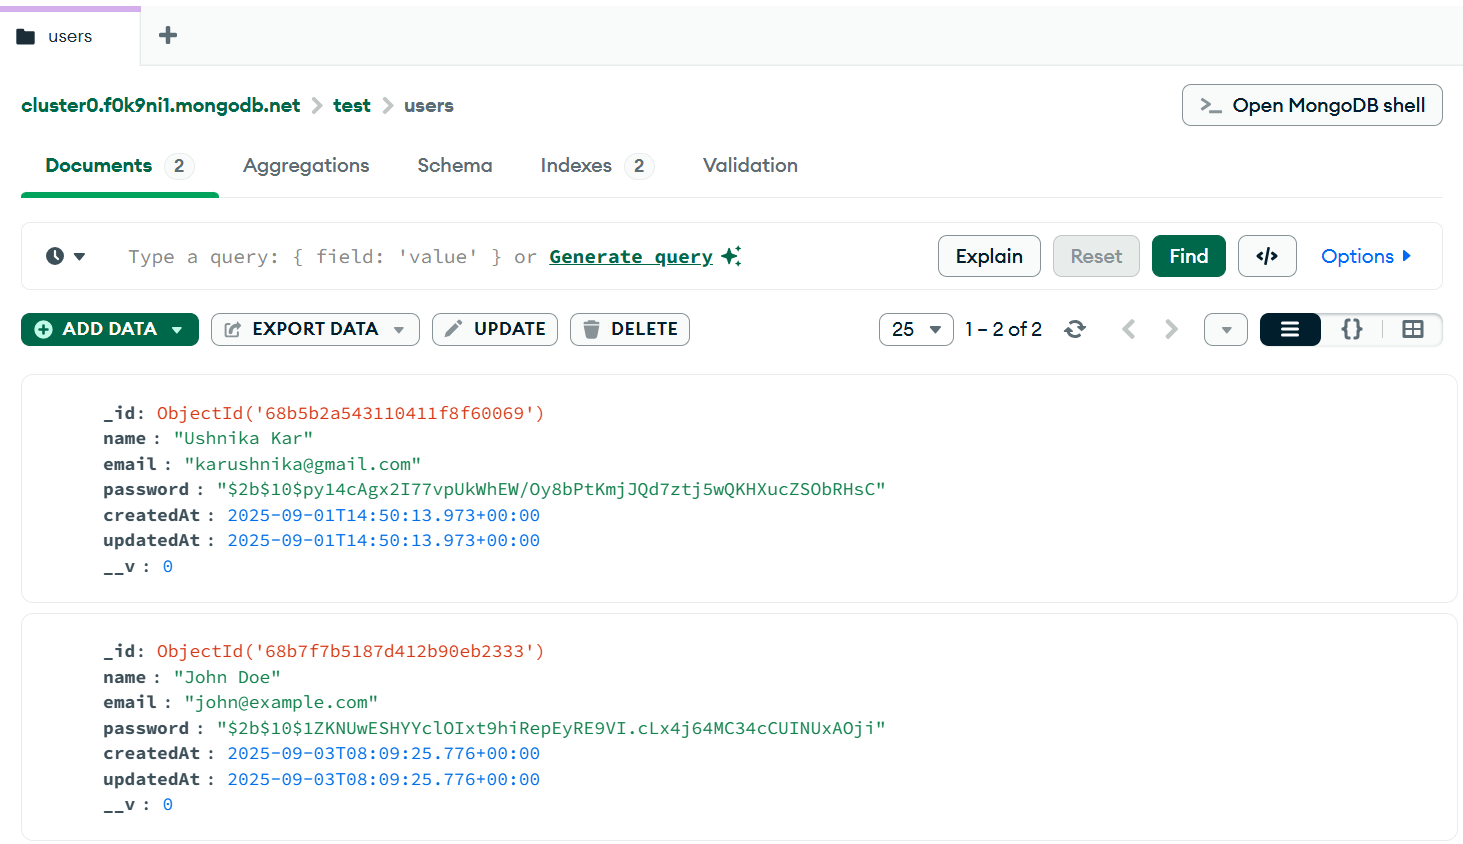 users
cluster0.f0k9ni1.mongodb.net > test > users
>_ Open MongoDB shell
Documents 2 Aggregations Schema Indexes 2 Validation
Type a query: { field: 'value' } or Generate query Explain Reset Find </> Options
ADD DATA EXPORT DATA UPDATE DELETE 25 1 – 2 of 2 {}
_id: ObjectId('68b5b2a543110411f8f60069')
name : "Ushnika Kar"
email : "karushnika@gmail.com"
password : "$2b$10$py14cAgx2I77vpUkWhEW/Oy8bPtKmjJQd7ztj5wQKHXucZSObRHsC"
createdAt : 2025-09-01T14:50:13.973+00:00
updatedAt : 2025-09-01T14:50:13.973+00:00
__v : 0
_id: ObjectId('68b7f7b5187d412b90eb2333')
name : "John Doe"
email : "john@example.com"
password : "$2b$10$1ZKNUwESHYYclOIxt9hiRepEyRE9VI.cLx4j64MC34cCUINUxAOji"
createdAt : 2025-09-03T08:09:25.776+00:00
updatedAt : 2025-09-03T08:09:25.776+00:00
__v : 0